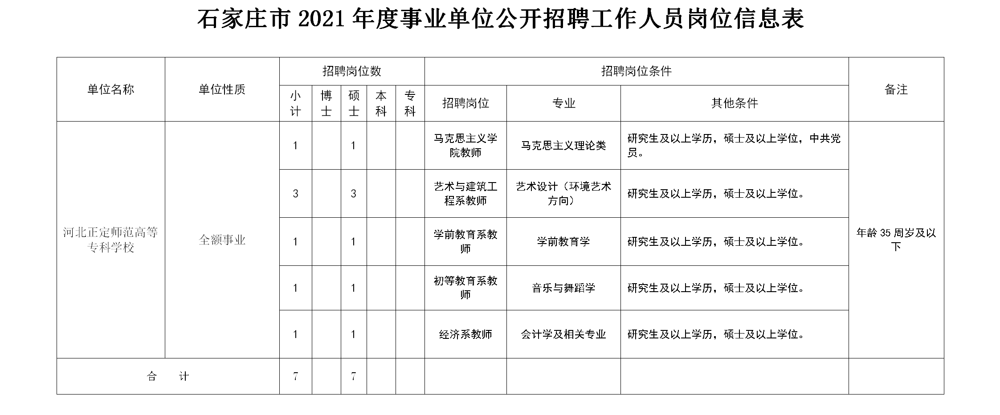 石家庄市 2021 年度事业单位公开招聘工作人员岗位信息表
单位名称 单位性质 招聘岗位数 招聘岗位条件 备注
小计 博士 硕士 本科 专科 招聘岗位 专业 其他条件
河北正定师范高等
专科学校
全额事业
1 1 马克思主义学
院教师
马克思主义理论类
研究生及以上学历，硕士及以上学位，中共党
员。
3 3 艺术与建筑工
程系教师
艺术设计（环境艺术
方向）
研究生及以上学历，硕士及以上学位。
1 1 学前教育系教
师
学前教育学
研究生及以上学历，硕士及以上学位。
1 1 初等教育系教
师
音乐与舞蹈学
研究生及以上学历，硕士及以上学位。
1 1 经济系教师 会计学及相关专业 研究生及以上学历，硕士及以上学位。
年龄 35 周岁及以
下
合 计 7 7